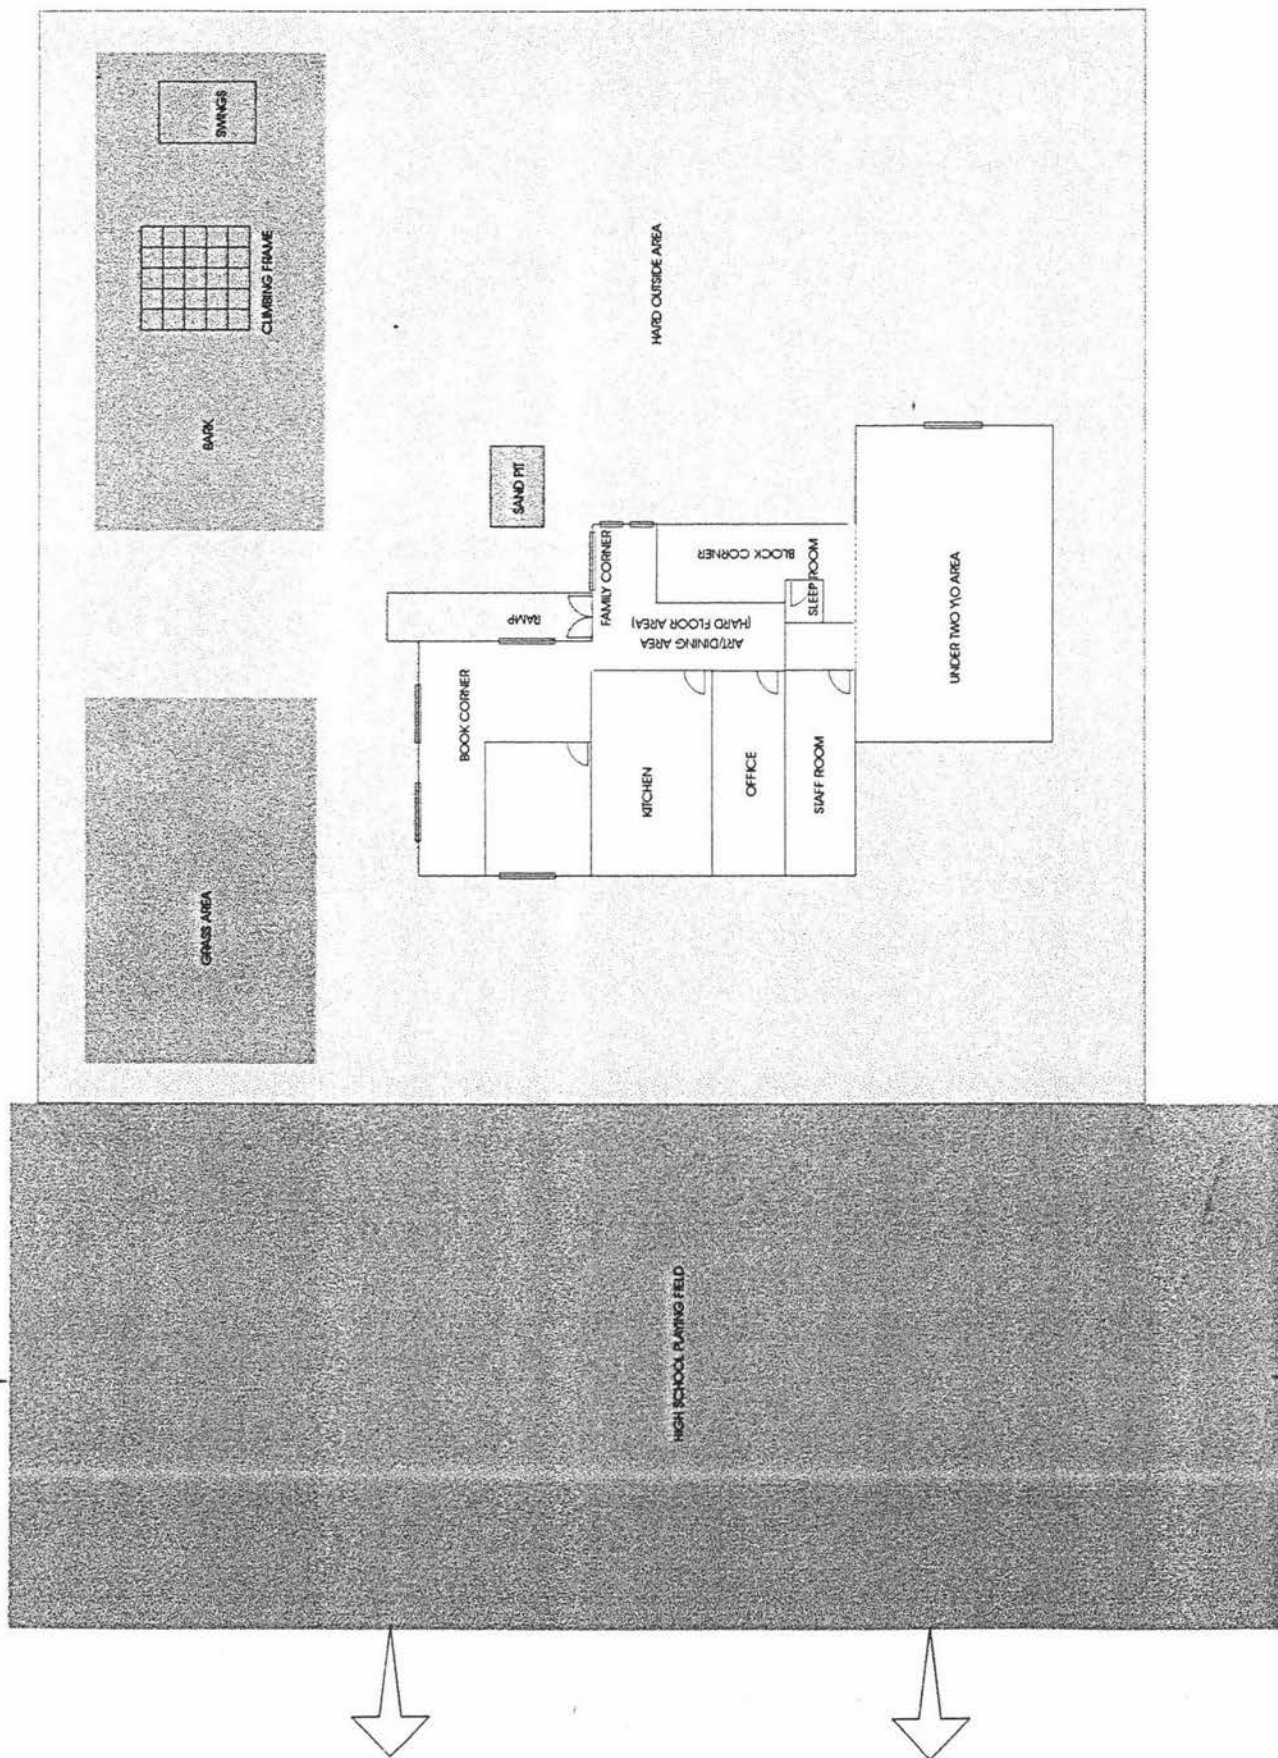 SWINGS
CLIMBING FRAME
BARK
HARD OUTSIDE AREA
SAND PIT
FAMILY CORNER
BLOCK CORNER
RAMP
SLEEP ROOM
ART/DINING AREA
(HARD FLOOR AREA)
UNDER TWO Y\O AREA
BOOK CORNER
KITCHEN
OFFICE
STAFF ROOM
GRASS AREA
HIGH SCHOOL PLAYING FIELD